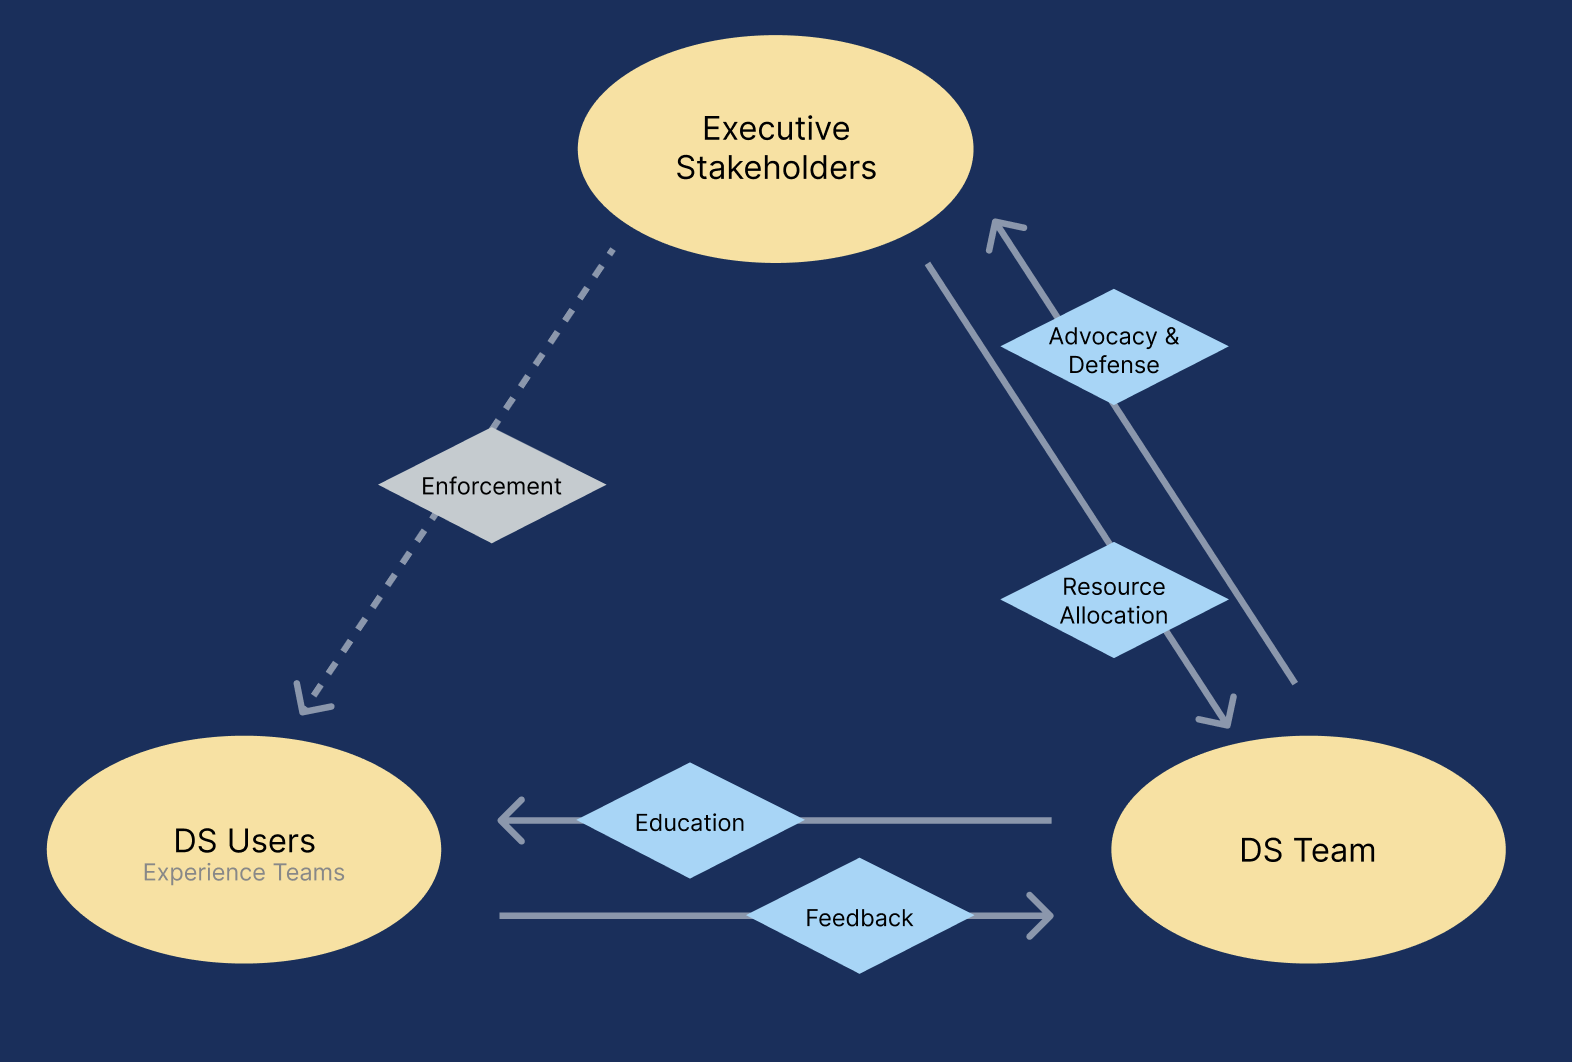 Executive
Stakeholders
Advocacy &
Defense
Enforcement
Resource
Allocation
Education
DS Users
Experience Teams
DS Team
Feedback